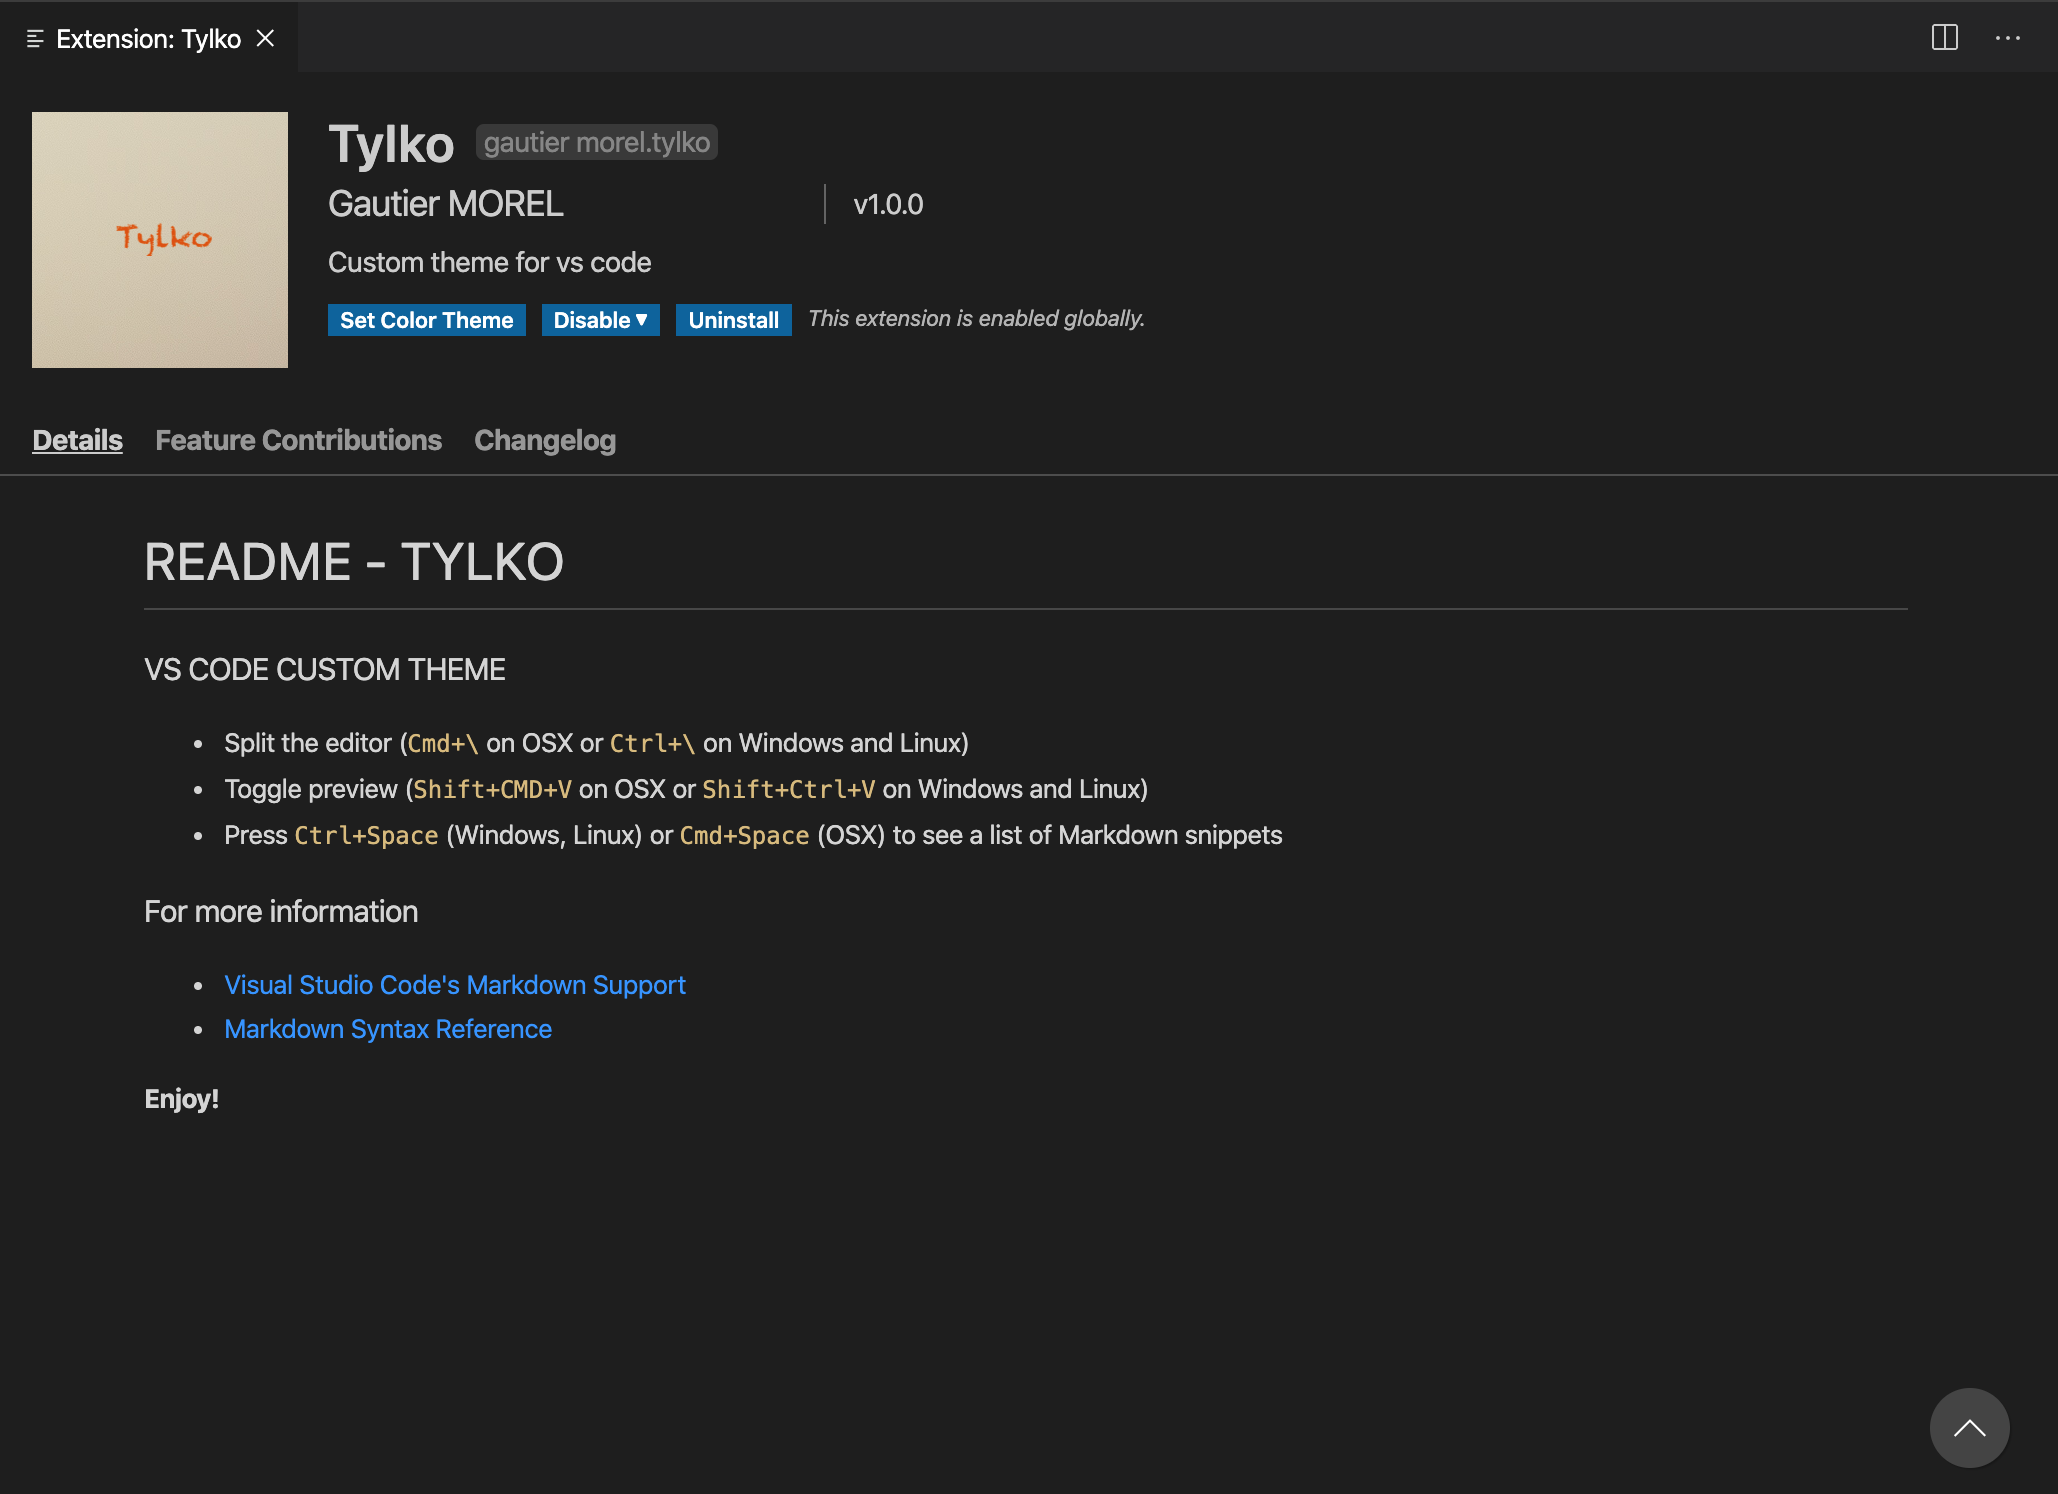 Extension: Tylko
Tylko
Tylko gautier morel.tylko
Gautier MOREL v1.0.0
Custom theme for vs code
Set Color Theme Disable▼ Uninstall This extension is enabled globally.
Details Feature Contributions Changelog
README - TYLKO
VS CODE CUSTOM THEME
• Split the editor (Cmd+\ on OSX or Ctrl+\ on Windows and Linux)
• Toggle preview (Shift+CMD+V on OSX or Shift+Ctrl+V on Windows and Linux)
• Press Ctrl+Space (Windows, Linux) or Cmd+Space (OSX) to see a list of Markdown snippets
For more information
• Visual Studio Code's Markdown Support
• Markdown Syntax Reference
Enjoy!